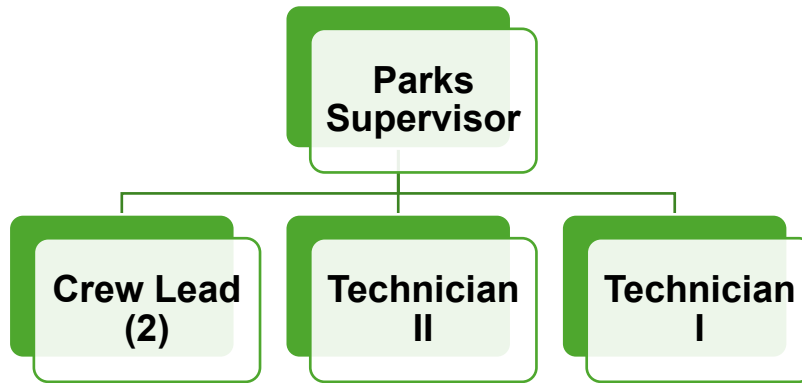 Parks
Supervisor
Crew Lead
(2)
Technician
II
Technician
I